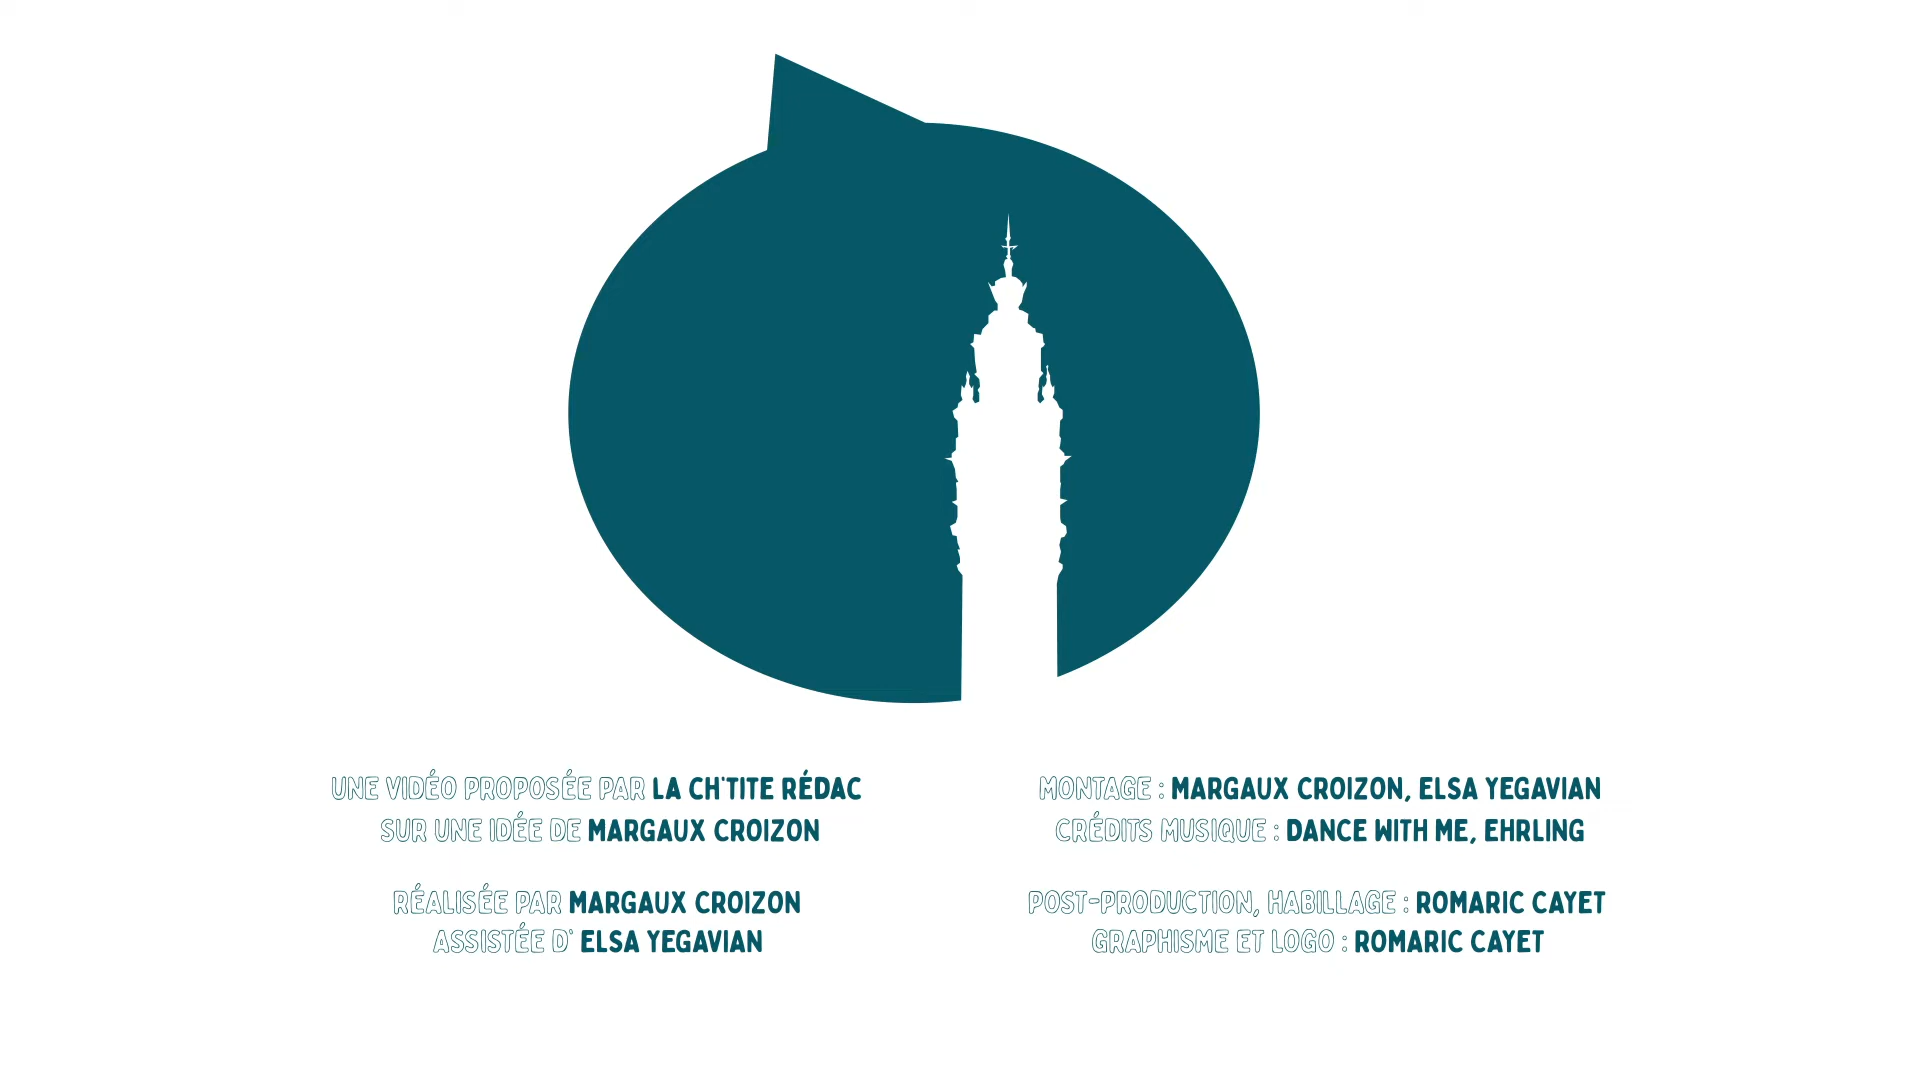 UNE VIDÉO PROPOSÉE PAR LA CH'TITE RÉDAC
SUR UNE IDÉE DE MARGAUX CROIZON
RÉALISÉE PAR MARGAUX CROIZON
ASSISTÉE D' ELSA YEGAVIAN
MONTAGE : MARGAUX CROIZON, ELSA YEGAVIAN
CRÉDITS MUSIQUE : DANCE WITH ME, EHRLING
POST-PRODUCTION, HABILLAGE : ROMARIC CAYET
GRAPHISME ET LOGO : ROMARIC CAYET